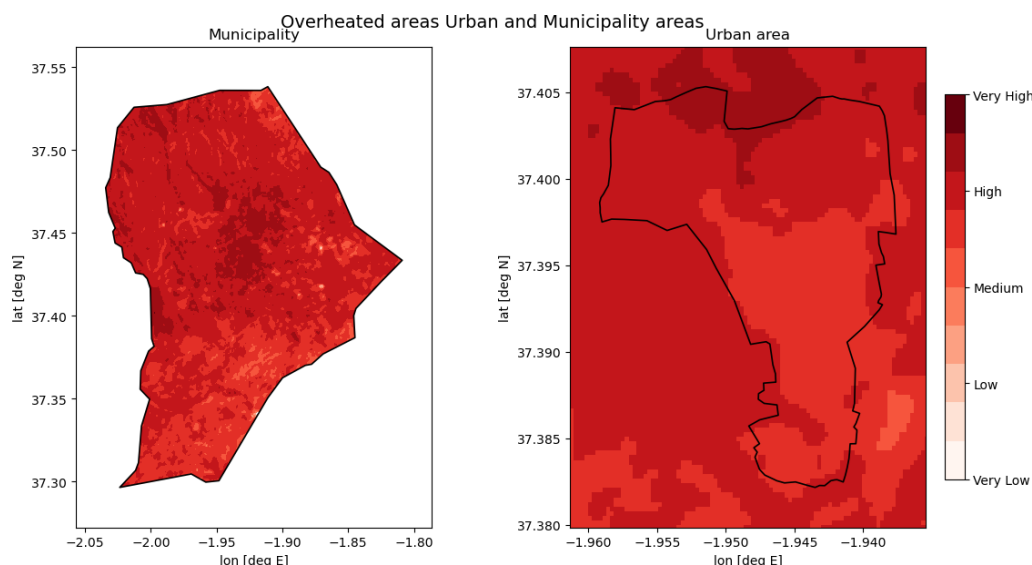 Overheated areas Urban and Municipality areas
Municipality
37.55
37.50
37.45
37.40
37.35
37.30
lat [deg N]
−2.05 −2.00 −1.95 −1.90 −1.85 −1.80
lon [deg E]
Urban area
37.405
37.400
37.395
37.390
37.385
37.380
lat [deg N]
−1.960 −1.955 −1.950 −1.945 −1.940
lon [deg E]
Very High
High
Medium
Low
Very Low